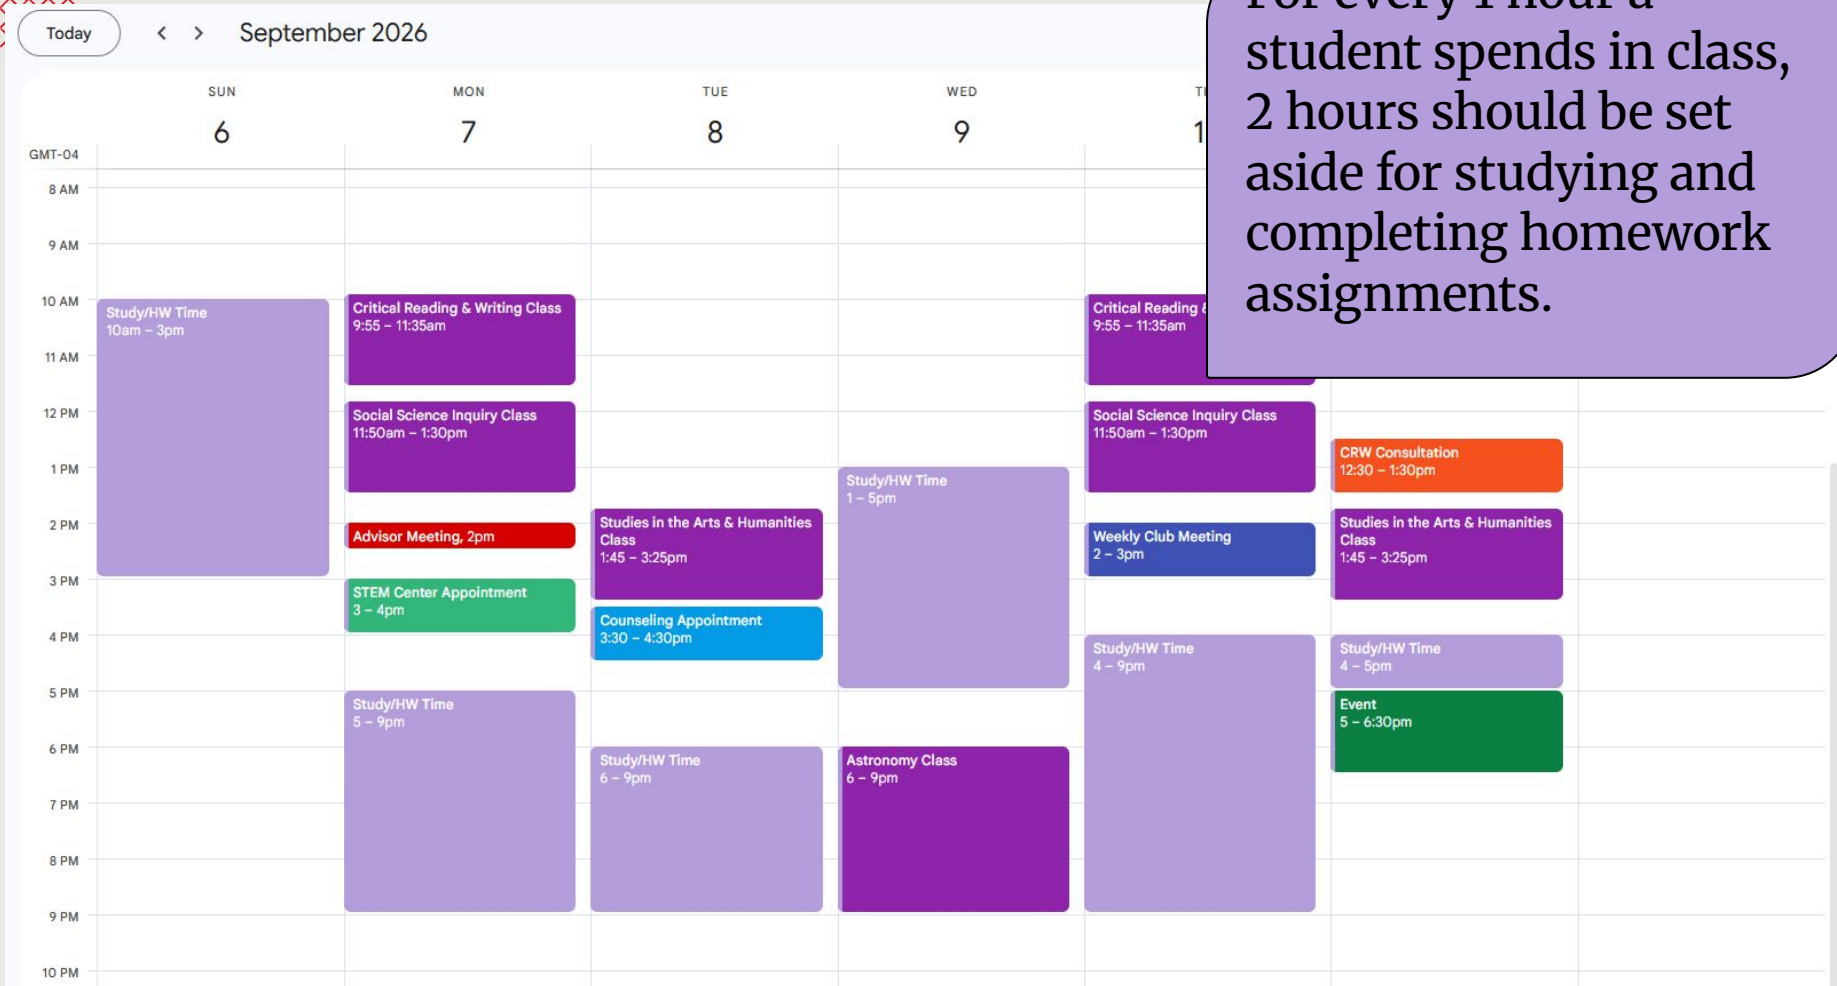 Today
September 2026
SUN
MON
TUE
WED
6
7
8
9
GMT-04
8 AM
9 AM
10 AM
11 AM
12 PM
1 PM
2 PM
3 PM
4 PM
5 PM
6 PM
7 PM
8 PM
9 PM
10 PM
Study/HW Time
10am – 3pm
Critical Reading & Writing Class
9:55 – 11:35am
Social Science Inquiry Class
11:50am – 1:30pm
Advisor Meeting, 2pm
STEM Center Appointment
3 – 4pm
Study/HW Time
5 – 9pm
Studies in the Arts & Humanities
Class
1:45 – 3:25pm
Counseling Appointment
3:30 – 4:30pm
Study/HW Time
6 – 9pm
Study/HW Time
1 – 5pm
Astronomy Class
6 – 9pm
Critical Reading
9:55 – 11:35am
Social Science Inquiry Class
11:50am – 1:30pm
Weekly Club Meeting
2 – 3pm
Study/HW Time
4 – 9pm
CRW Consultation
12:30 – 1:30pm
Studies in the Arts & Humanities
Class
1:45 – 3:25pm
Study/HW Time
4 – 5pm
Event
5 – 6:30pm
For every 1 hour a
student spends in class,
2 hours should be set
aside for studying and
completing homework
assignments.